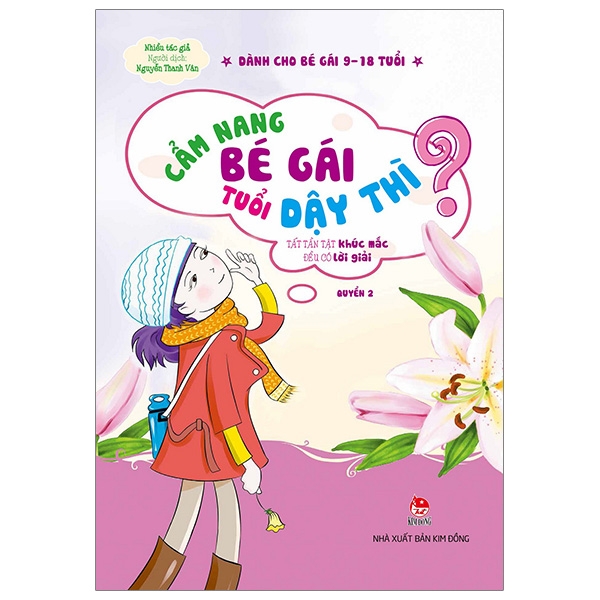 Nhiều tác giả
Người dịch:
Nguyễn Thanh Vân
DÀNH CHO BÉ GÁI 9-18 TUỔI
CẨM NANG
BÉ GÁI
TUỔI DẬY THÌ?
TẤT TẦN TẬT khúc mắc
ĐỀU CÓ lời giải
QUYỂN 2
KIM ĐỒNG
NHÀ XUẤT BẢN KIM ĐỒNG